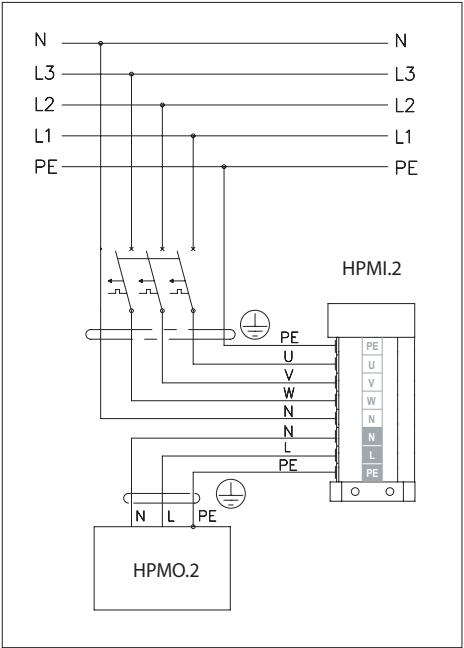 N N
L3 L3
L2 L2
L1 L1
PE PE
HPMI.2
PE PE
U U
V V
W W
N N
N N
L L
PE PE
N L PE
HPMO.2